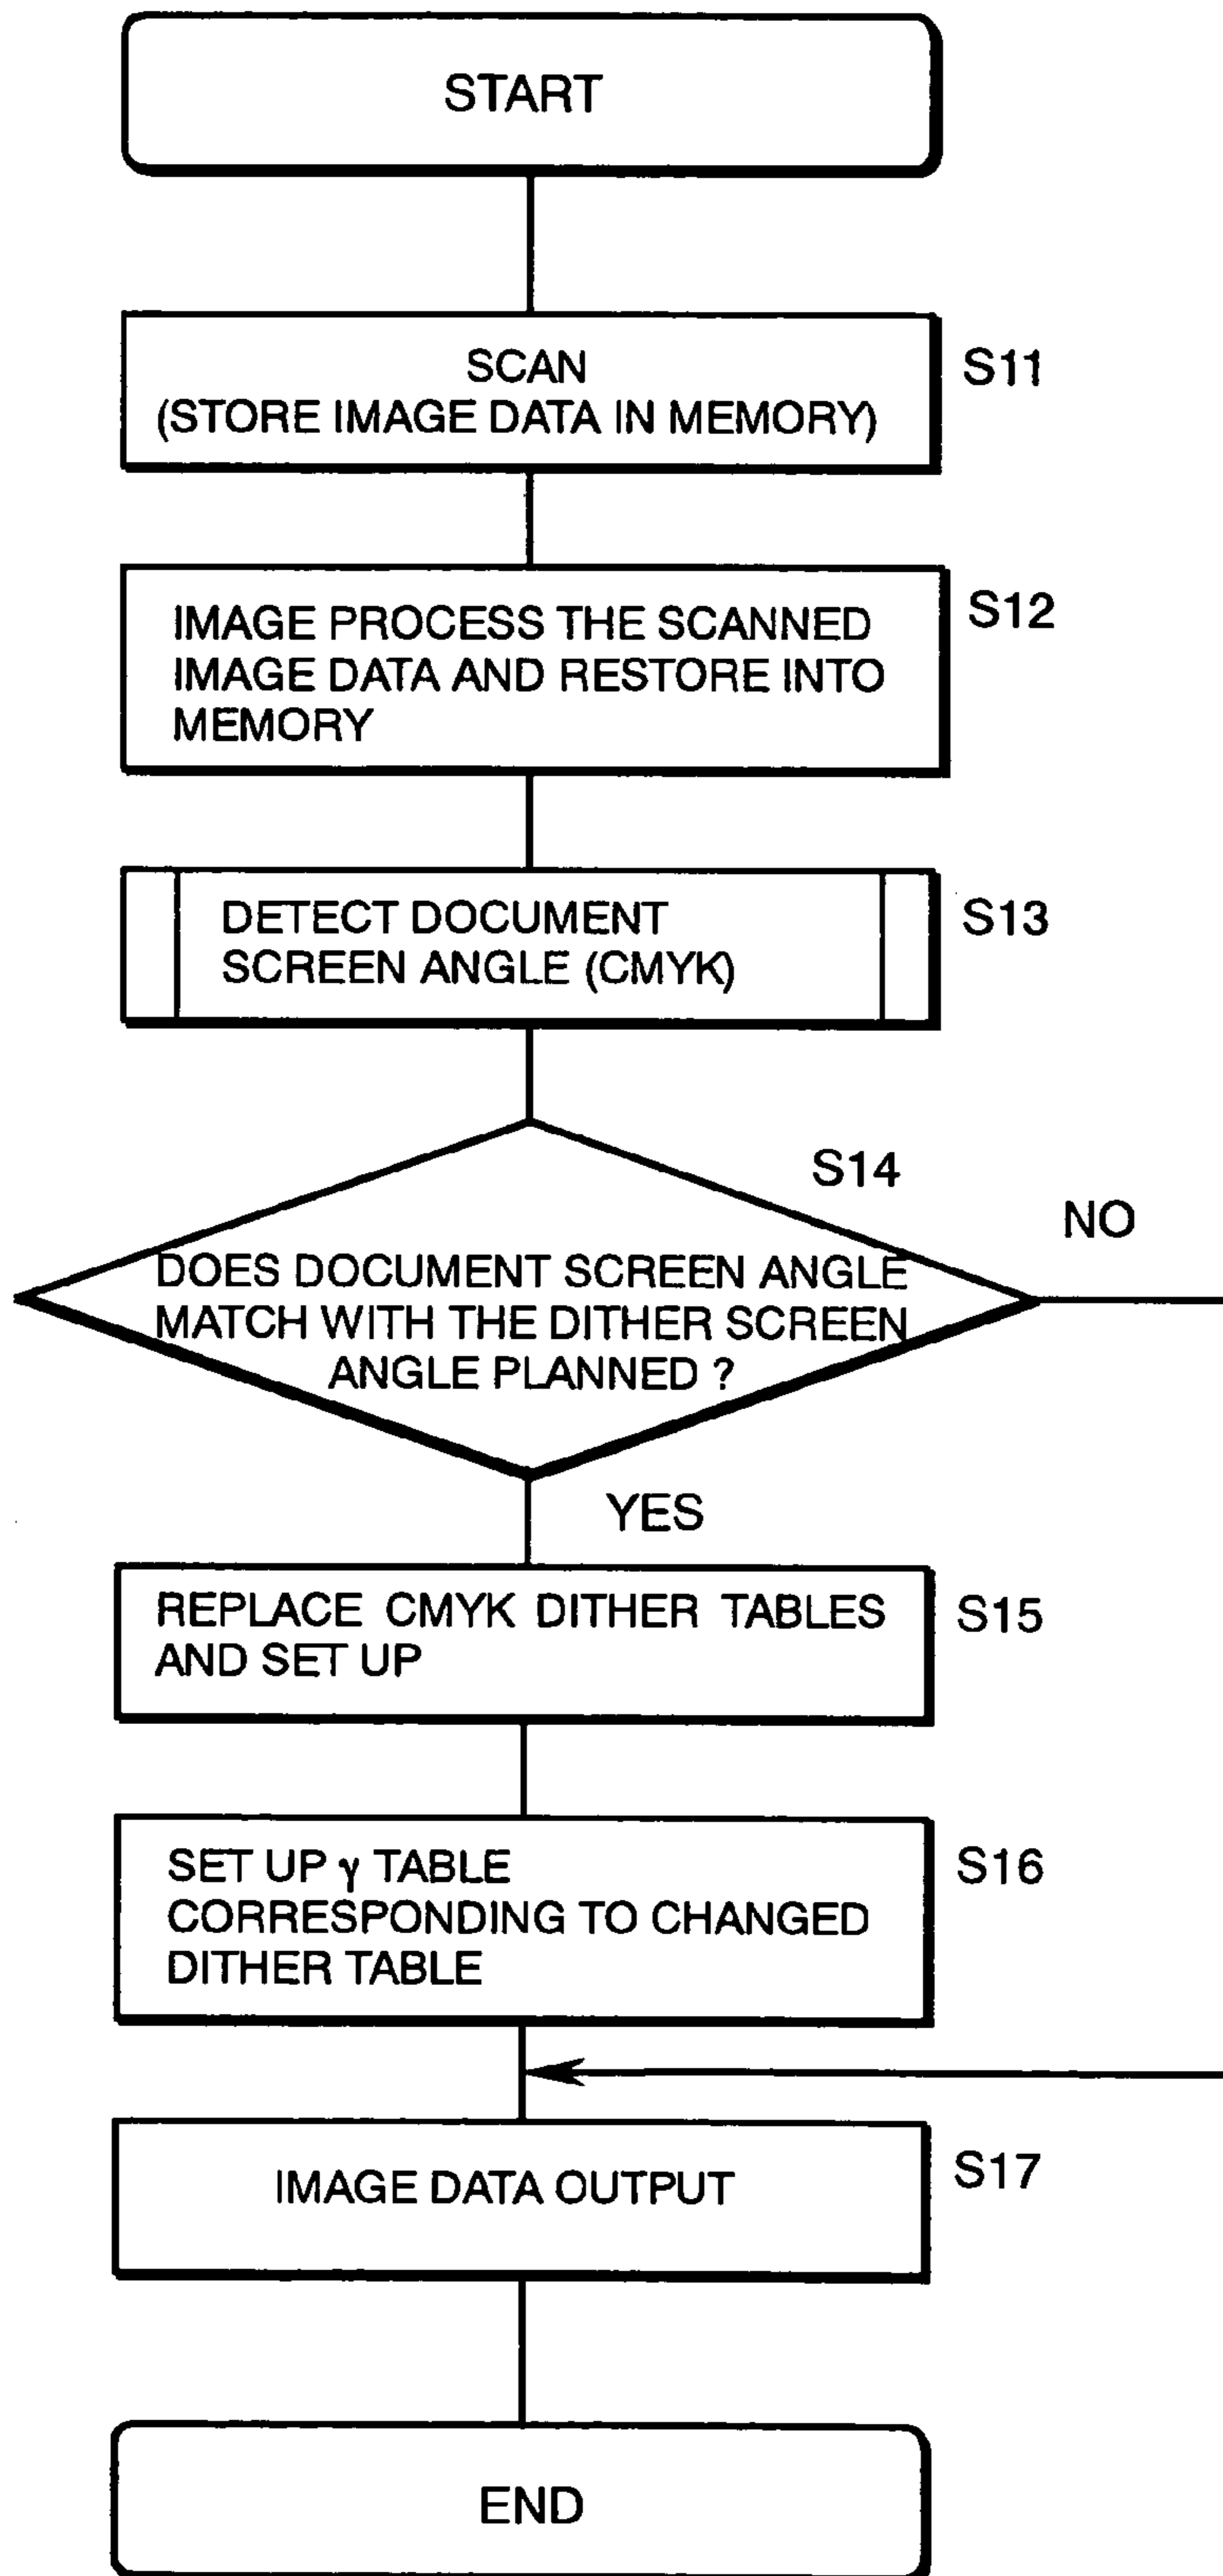 START
SCAN
(STORE IMAGE DATA IN MEMORY)
S11
IMAGE PROCESS THE SCANNED
IMAGE DATA AND RESTORE INTO
MEMORY
S12
DETECT DOCUMENT
SCREEN ANGLE (CMYK)
S13
S14
NO
DOES DOCUMENT SCREEN ANGLE
MATCH WITH THE DITHER SCREEN
ANGLE PLANNED ?
YES
REPLACE CMYK DITHER TABLES
AND SET UP
S15
SET UP γ TABLE
CORRESPONDING TO CHANGED
DITHER TABLE
S16
IMAGE DATA OUTPUT
S17
END